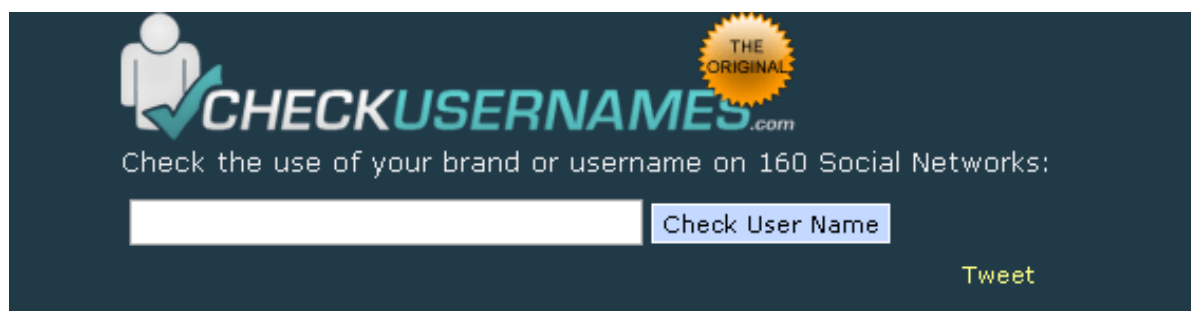 THE
ORIGINAL
CHECKUSERNAMES.com
Check the use of your brand or username on 160 Social Networks:
Check User Name
Tweet